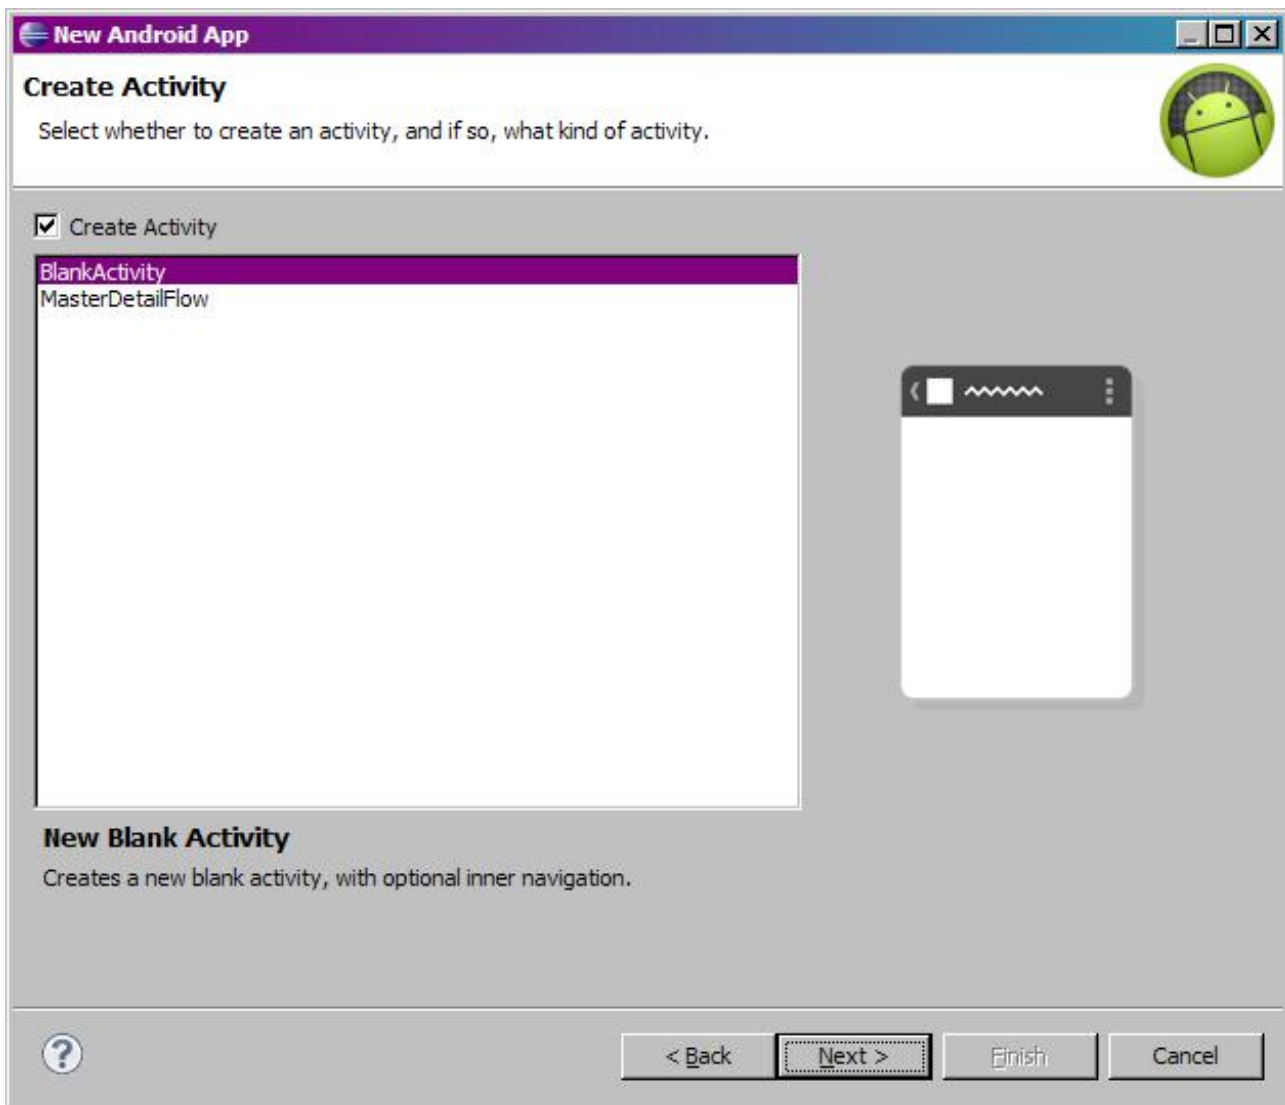 New Android App
Create Activity
Select whether to create an activity, and if so, what kind of activity.
Create Activity
BlankActivity
MasterDetailFlow
New Blank Activity
Creates a new blank activity, with optional inner navigation.
? < Back Next > Finish Cancel